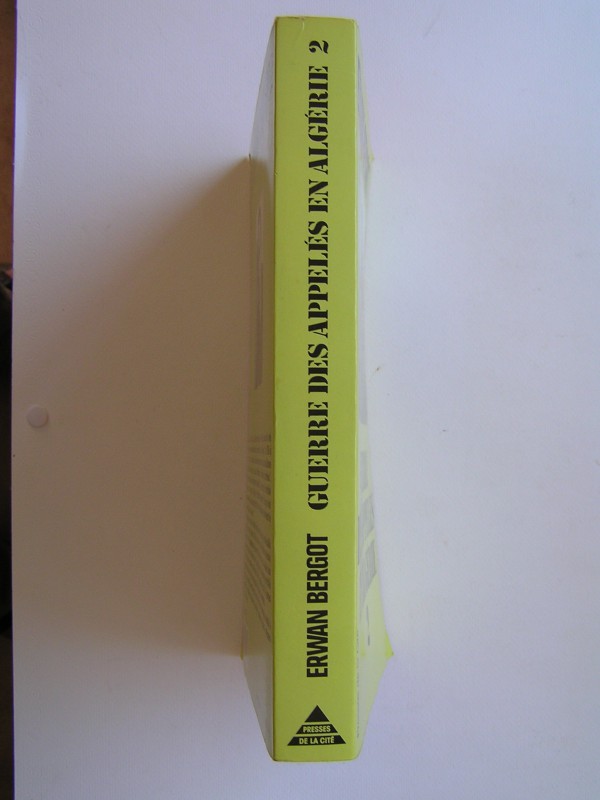 ERWAN BERGOT GUERRE DES APPELÉS EN ALGÉRIE 2
PRESSES
DE LA CITÉ